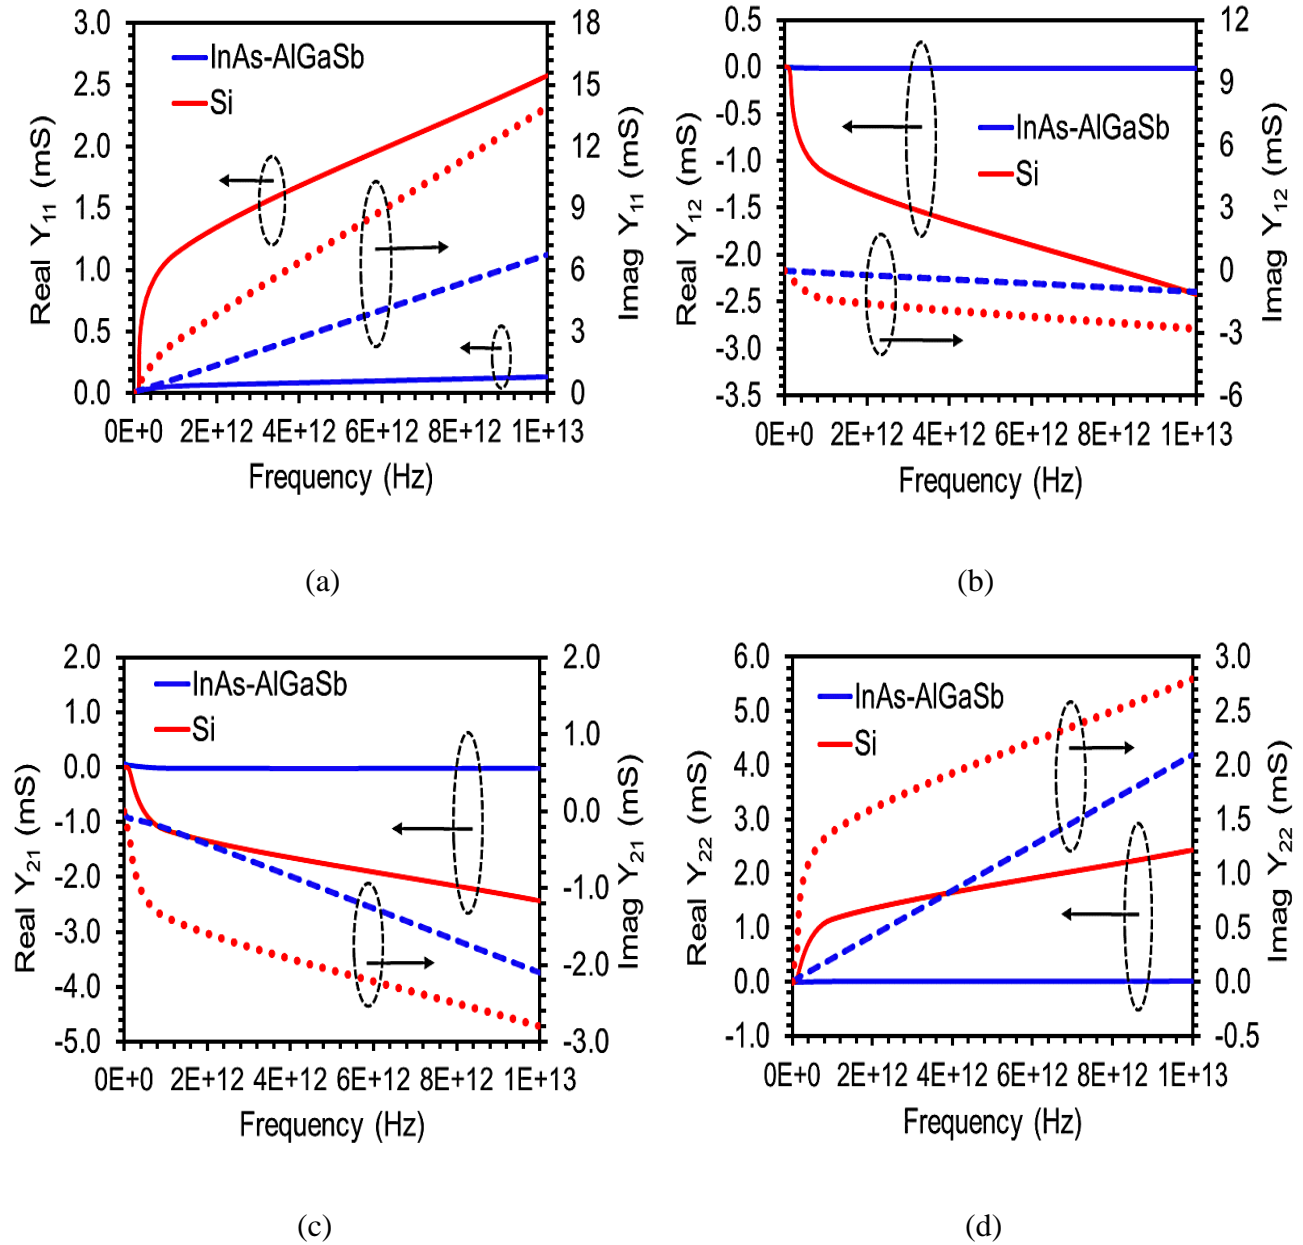 3.0
2.5
2.0
1.5
1.0
0.5
0.0
Real Y11 (mS)
InAs-AlGaSb
Si
18
15
12
9
6
3
0
Imag Y11 (mS)
0E+0 2E+12 4E+12 6E+12 8E+12 1E+13
Frequency (Hz)
(a)
0.5
0.0
-0.5
-1.0
-1.5
-2.0
-2.5
-3.0
-3.5
Real Y12 (mS)
InAs-AlGaSb
Si
12
9
6
3
0
-3
-6
Imag Y12 (mS)
0E+0 2E+12 4E+12 6E+12 8E+12 1E+13
Frequency (Hz)
(b)
2.0
1.0
0.0
-1.0
-2.0
-3.0
-4.0
-5.0
Real Y21 (mS)
InAs-AlGaSb
Si
2.0
1.0
0.0
-1.0
-2.0
-3.0
Imag Y21 (mS)
0E+0 2E+12 4E+12 6E+12 8E+12 1E+13
Frequency (Hz)
(c)
6.0
5.0
4.0
3.0
2.0
1.0
0.0
-1.0
Real Y22 (mS)
InAs-AlGaSb
Si
3.0
2.5
2.0
1.5
1.0
0.5
0.0
-0.5
Imag Y22 (mS)
0E+0 2E+12 4E+12 6E+12 8E+12 1E+13
Frequency (Hz)
(d)